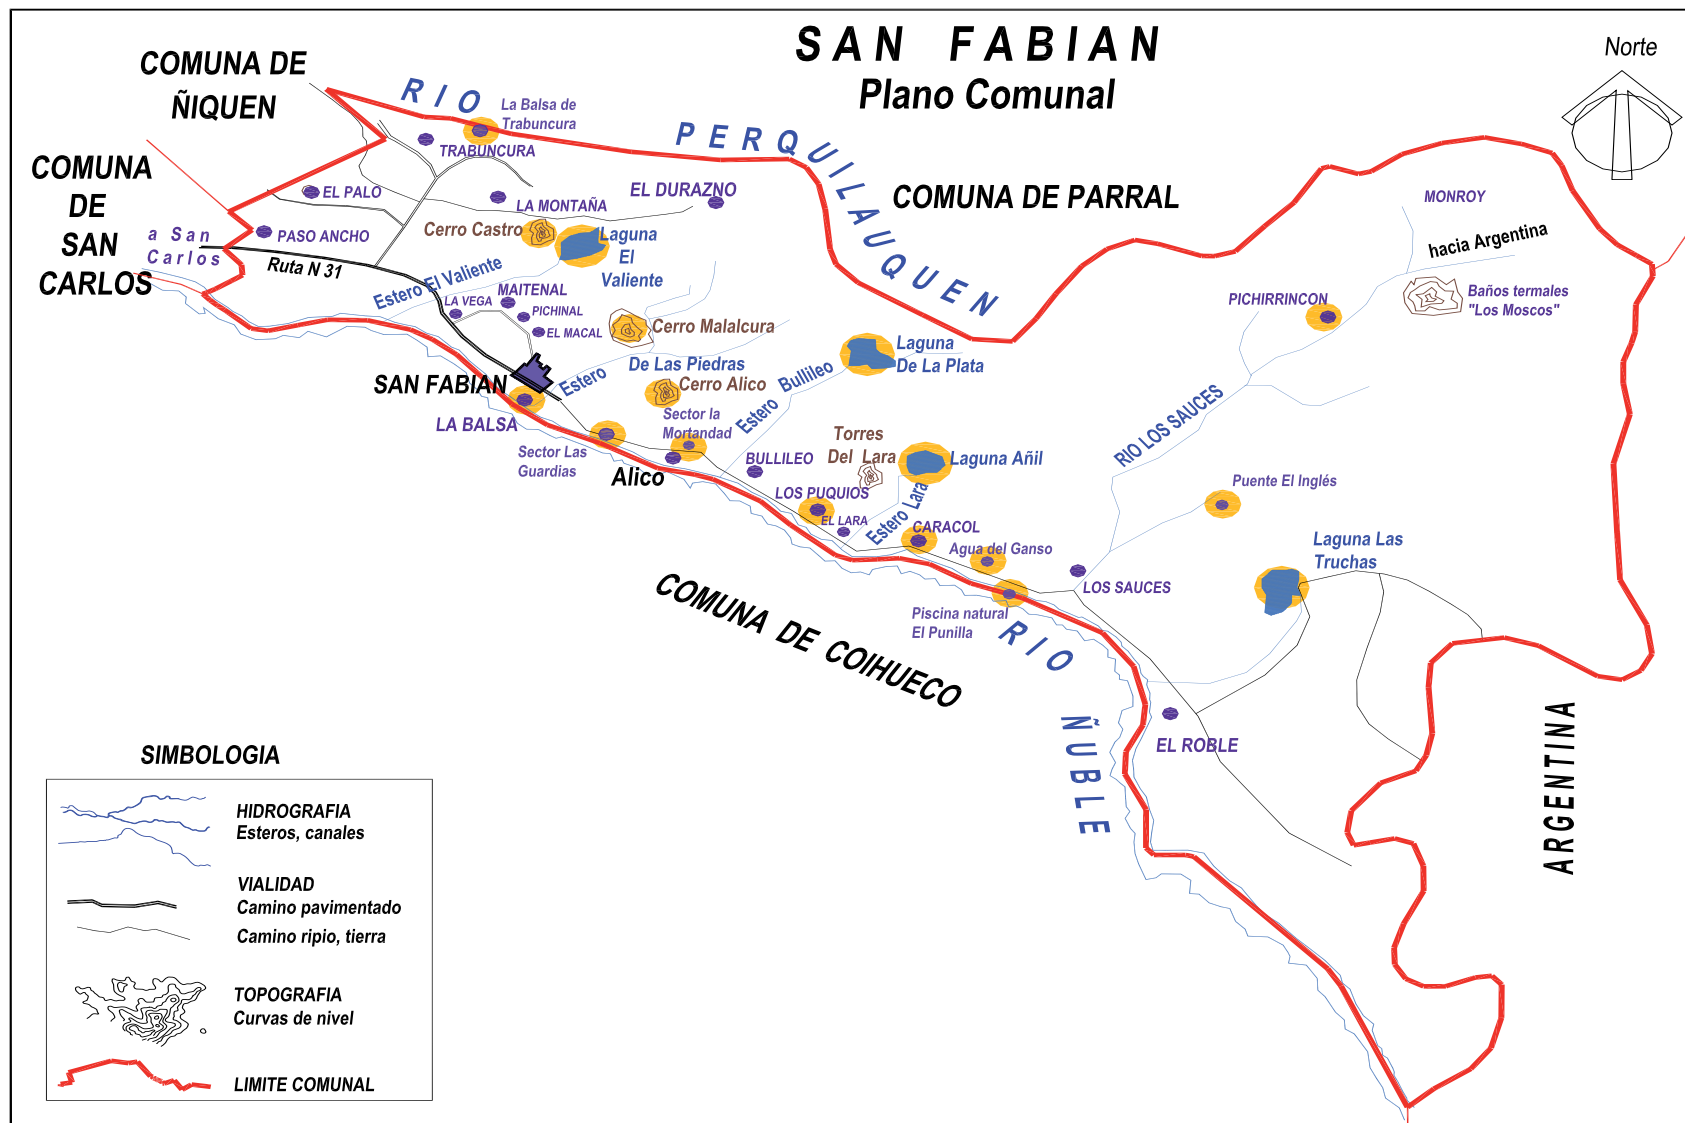 SAN FABIAN
Plano Comunal
Norte
COMUNA DE
ÑIQUEN
COMUNA
DE
SAN
CARLOS
a San
Carlos
RIO
PERQUILAUQUEN
La Balsa de
Trabuncura
TRABUNCURA
EL PALO
LA MONTAÑA
EL DURAZNO
PASO ANCHO
Cerro Castro
Laguna
El
Valiente
Ruta N 31
Estero El Valiente
COMUNA DE PARRAL
MONROY
hacia Argentina
Baños termales
"Los Moscos"
PICHIRRINCON
MAITENAL
LA VEGA
PICHINAL
EL MACAL
Cerro Malalcura
SAN FABIAN
Estero
De Las Piedras
Cerro Alico
Estero Bullileo
Laguna
De La Plata
LA BALSA
Sector la
Mortandad
Sector Las
Guardias
Alico
BULLILEO
Torres
Del Lara
Laguna Añil
RIO LOS SAUCES
LOS PUQUIOS
EL LARA
Estero Lara
CARACOL
Agua del Ganso
Puente El Inglés
Laguna Las
Truchas
LOS SAUCES
Piscina natural
El Punilla
COMUNA DE COIHUECO
RIO
ÑUBLE
EL ROBLE
ARGENTINA
SIMBOLOGIA
HIDROGRAFIA
Esteros, canales
VIALIDAD
Camino pavimentado
Camino ripio, tierra
TOPOGRAFIA
Curvas de nivel
LIMITE COMUNAL